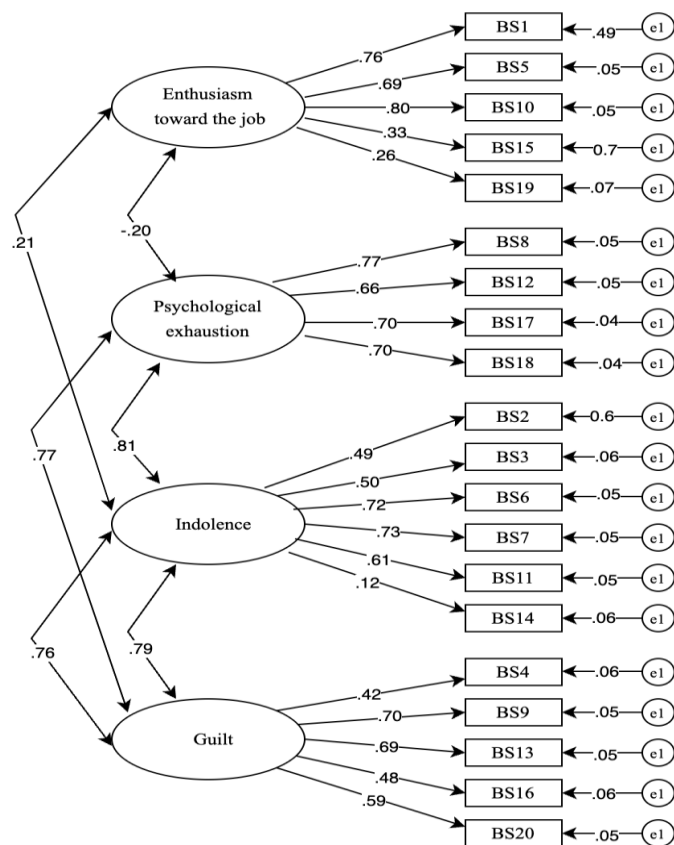 BS1
.49
e1
.76
BS5
.05
e1
.69
Enthusiasm
toward the job
.80
BS10
.05
e1
.33
BS15
0.7
e1
.26
BS19
.07
e1
.21
-.20
.77
BS8
.05
e1
.66
BS12
.05
e1
Psychological
exhaustion
.70
BS17
.04
e1
.70
BS18
.04
e1
.77
.81
.49
BS2
0.6
e1
.50
BS3
.06
e1
.72
BS6
.05
e1
Indolence
.73
BS7
.05
e1
.61
BS11
.05
e1
.12
BS14
.06
e1
.76
.79
.42
BS4
.06
e1
.70
BS9
.05
e1
Guilt
.69
BS13
.05
e1
.48
BS16
.06
e1
.59
BS20
.05
e1